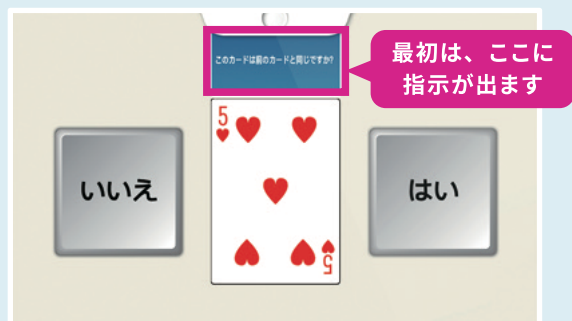 このカードは前のカードと同じですか?
最初は、ここに
指示が出ます
5
いいえ
はい
5